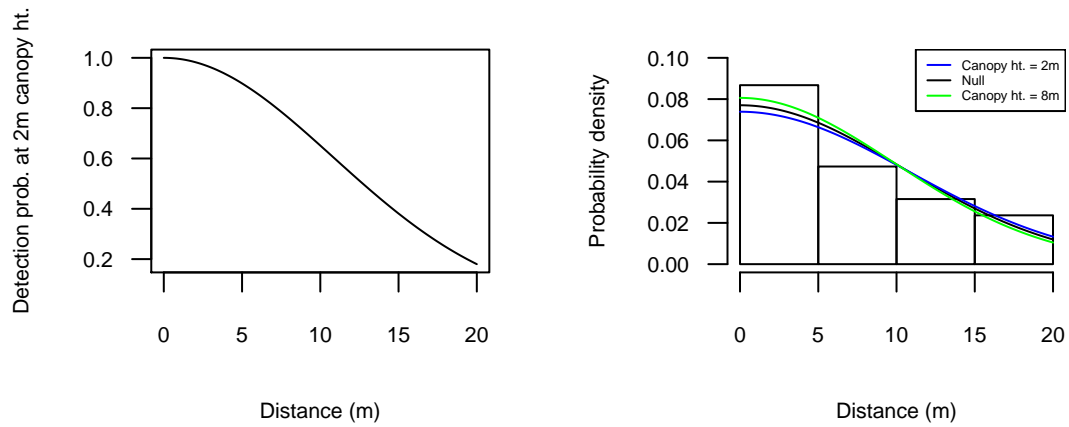 Detection prob. at 2m canopy ht.
1.0
0.8
0.6
0.4
0.2
0 5 10 15 20
Distance (m)
Probability density
0.10
0.08
0.06
0.04
0.02
0.00
Canopy ht. = 2m
Null
Canopy ht. = 8m
0 5 10 15 20
Distance (m)